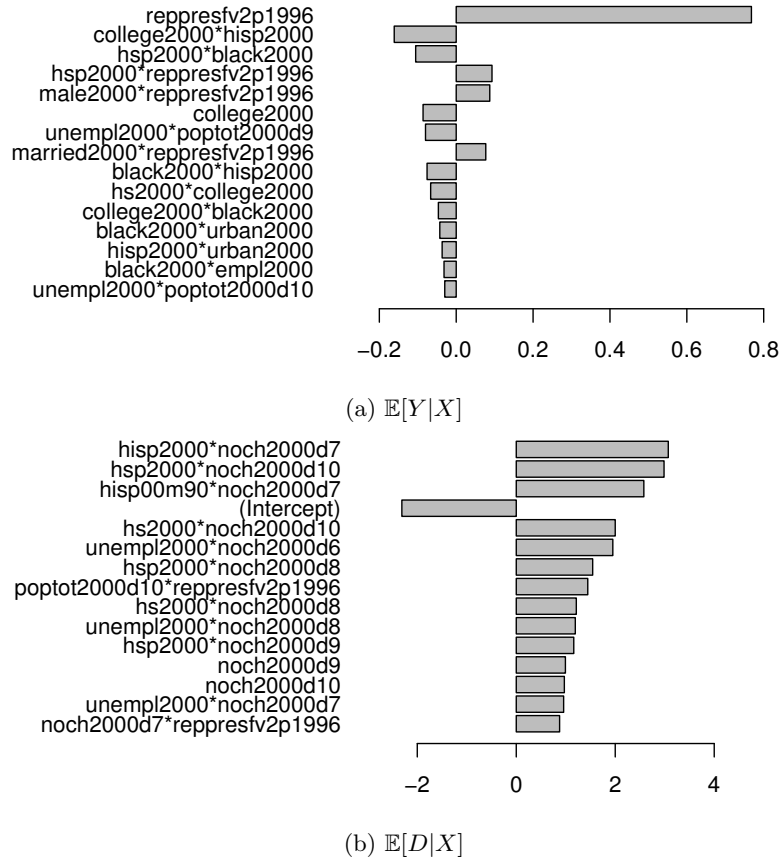 reppresfv2p1996
college2000*hisp2000
hsp2000*black2000
hsp2000*reppresfv2p1996
male2000*reppresfv2p1996
college2000
unempl2000*poptot2000d9
married2000*reppresfv2p1996
black2000*hisp2000
hs2000*college2000
college2000*black2000
black2000*urban2000
hisp2000*urban2000
black2000*empl2000
unempl2000*poptot2000d10
−0.2 0.0 0.2 0.4 0.6 0.8
(a) 𝔼[Y|X]
hisp2000*noch2000d7
hsp2000*noch2000d10
hisp00m90*noch2000d7
(Intercept)
hs2000*noch2000d10
unempl2000*noch2000d6
hsp2000*noch2000d8
poptot2000d10*reppresfv2p1996
hs2000*noch2000d8
unempl2000*noch2000d8
hsp2000*noch2000d9
noch2000d9
noch2000d10
unempl2000*noch2000d7
noch2000d7*reppresfv2p1996
−2 0 2 4
(b) 𝔼[D|X]